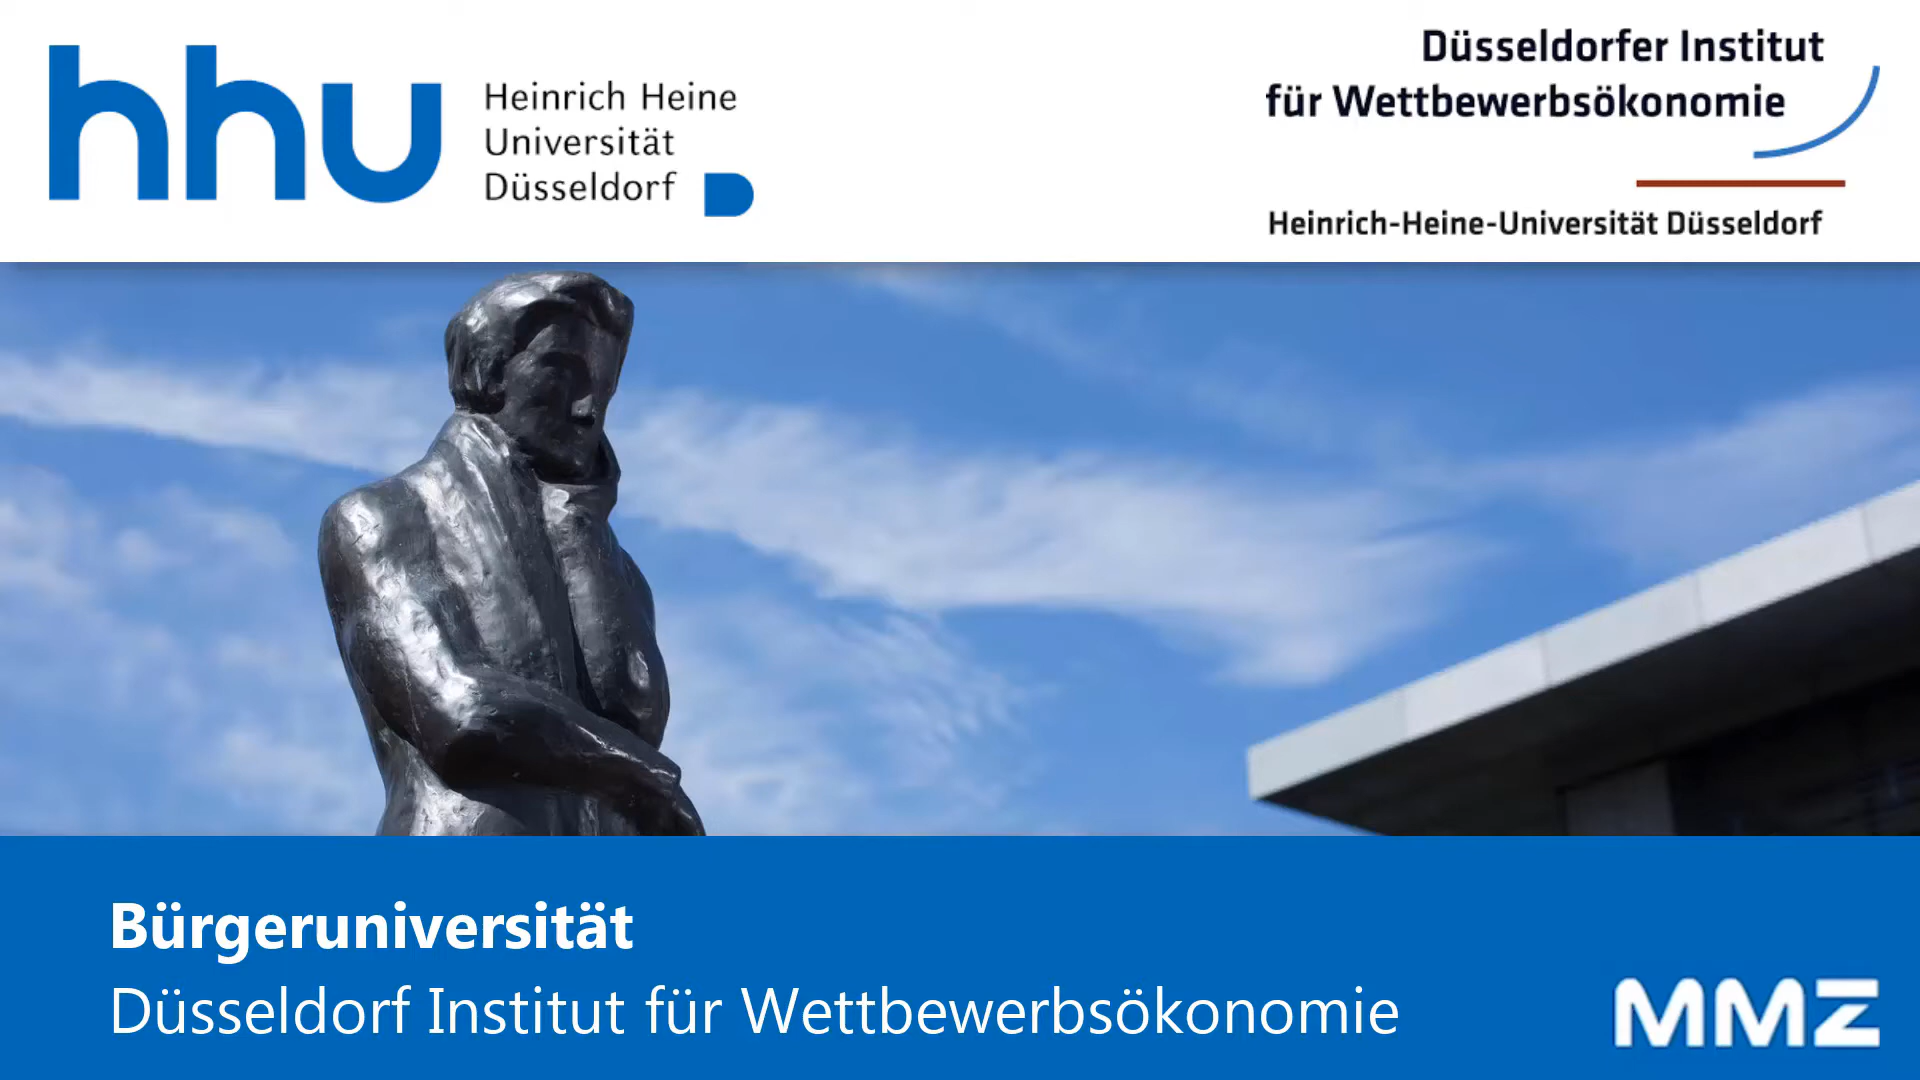 hhu
Heinrich Heine
Universität
Düsseldorf
Düsseldorfer Institut
für Wettbewerbsökonomie
Heinrich-Heine-Universität Düsseldorf
Bürgeruniversität
Düsseldorf Institut für Wettbewerbsökonomie
MMZ